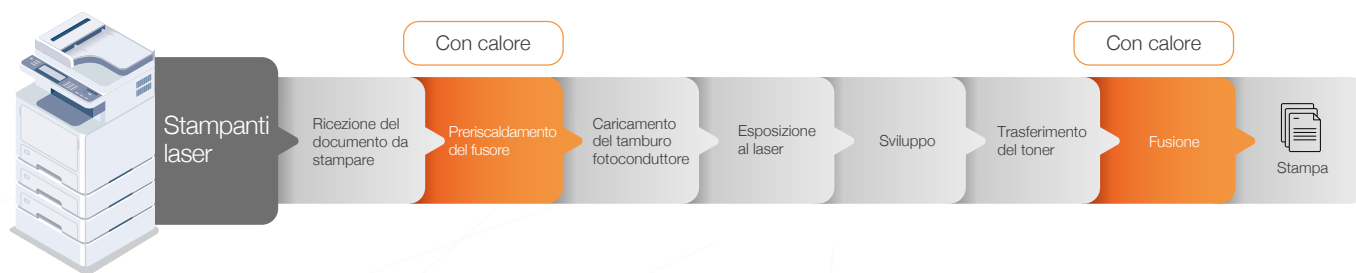 Con calore
Con calore
Stampanti
laser
Ricezione del
documento da
stampare
Preriscaldamento
del fusore
Caricamento
del tamburo
fotoconduttore
Esposizione
al laser
Sviluppo
Trasferimento
del toner
Fusione
Stampa